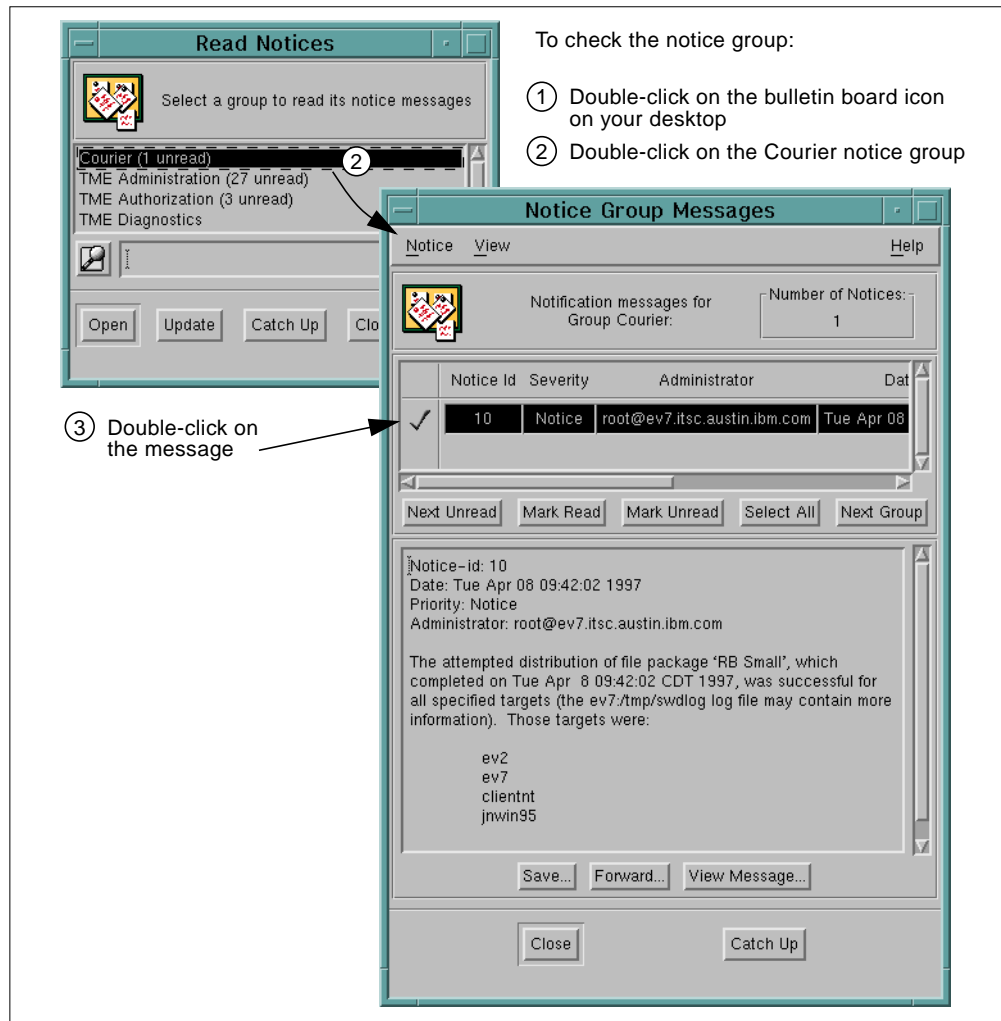 Read Notices
Select a group to read its notice messages
Courier (1 unread)
TME Administration (27 unread)
TME Authorization (3 unread)
TME Diagnostics
Open
Update
Catch Up
Clo
To check the notice group:
1 Double-click on the bulletin board icon
on your desktop
2 Double-click on the Courier notice group
2
3 Double-click on
the message
Notice Group Messages
Notice View Help
Notification messages for
Group Courier:
Number of Notices:
1
Notice Id Severity Administrator Dat
10 Notice root@ev7.itsc.austin.ibm.com Tue Apr 08
Next Unread Mark Read Mark Unread Select All Next Group
Notice-id: 10
Date: Tue Apr 08 09:42:02 1997
Priority: Notice
Administrator: root@ev7.itsc.austin.ibm.com
The attempted distribution of file package ‘RB Small’, which
completed on Tue Apr  8 09:42:02 CDT 1997, was successful for
all specified targets (the ev7:/tmp/swdlog log file may contain more
information).  Those targets were:
ev2
ev7
clientnt
jnwin95
Save... Forward... View Message...
Close Catch Up